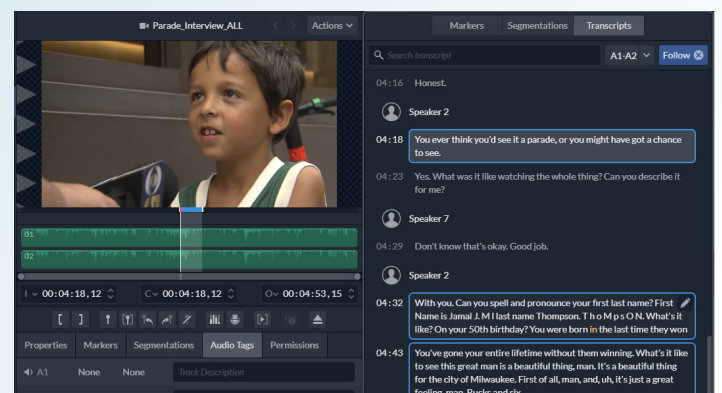 Parade_Interview_ALL
Actions
01
02
I 00:04:18,12
C 00:04:18,12
O 00:04:53,15
Properties Markers Segmentations Audio Tags Permissions
A1 None None Track Description
Markers Segmentations Transcripts
Search transcript
A1-A2
Follow
04:16 Honest.
Speaker 2
04:18 You ever think you'd see it a parade, or you might have got a chance
to see.
04:23 Yes. What was it like watching the whole thing? Can you describe it
for me?
Speaker 7
04:29 Don't know that's okay. Good job.
Speaker 2
04:32 With you. Can you spell and pronounce your first last name? First
Name is Jamal J. M I last name Thompson. T h o M p s O N. What's it
like? On your 50th birthday? You were born in the last time they won
04:43 You've gone your entire lifetime without them winning. What's it like
to see this great man is a beautiful thing, man. It's a beautiful thing
for the city of Milwaukee. First of all, man, and, uh, it's just a great
feeling, man. Bucks and six.